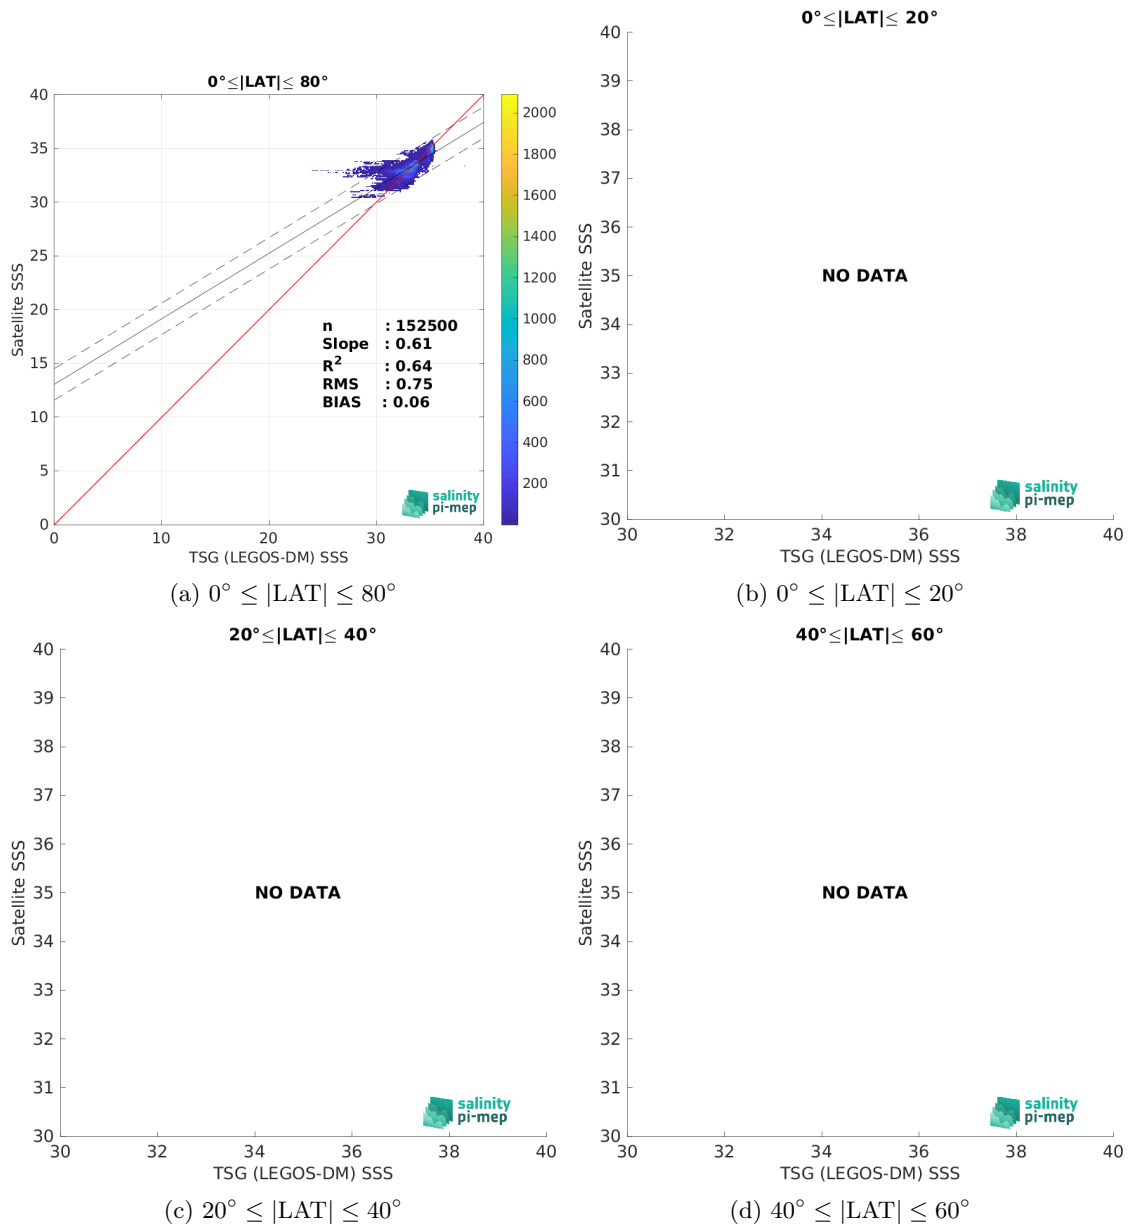 0°≤|LAT|≤ 80°
40
35
30
25
20
15
10
5
0
Satellite SSS
0
10
20
30
40
TSG (LEGOS-DM) SSS
n : 152500
Slope : 0.61
R2 : 0.64
RMS : 0.75
BIAS : 0.06
salinity
pi-mep
2000
1800
1600
1400
1200
1000
800
600
400
200
(a) 0° ≤ |LAT| ≤ 80°
0°≤|LAT|≤ 20°
40
39
38
37
36
35
34
33
32
31
30
Satellite SSS
NO DATA
salinity
pi-mep
30
32
34
36
38
40
TSG (LEGOS-DM) SSS
(b) 0° ≤ |LAT| ≤ 20°
20°≤|LAT|≤ 40°
40
39
38
37
36
35
34
33
32
31
30
Satellite SSS
NO DATA
salinity
pi-mep
30
32
34
36
38
40
TSG (LEGOS-DM) SSS
(c) 20° ≤ |LAT| ≤ 40°
40°≤|LAT|≤ 60°
40
39
38
37
36
35
34
33
32
31
30
Satellite SSS
NO DATA
salinity
pi-mep
30
32
34
36
38
40
TSG (LEGOS-DM) SSS
(d) 40° ≤ |LAT| ≤ 60°